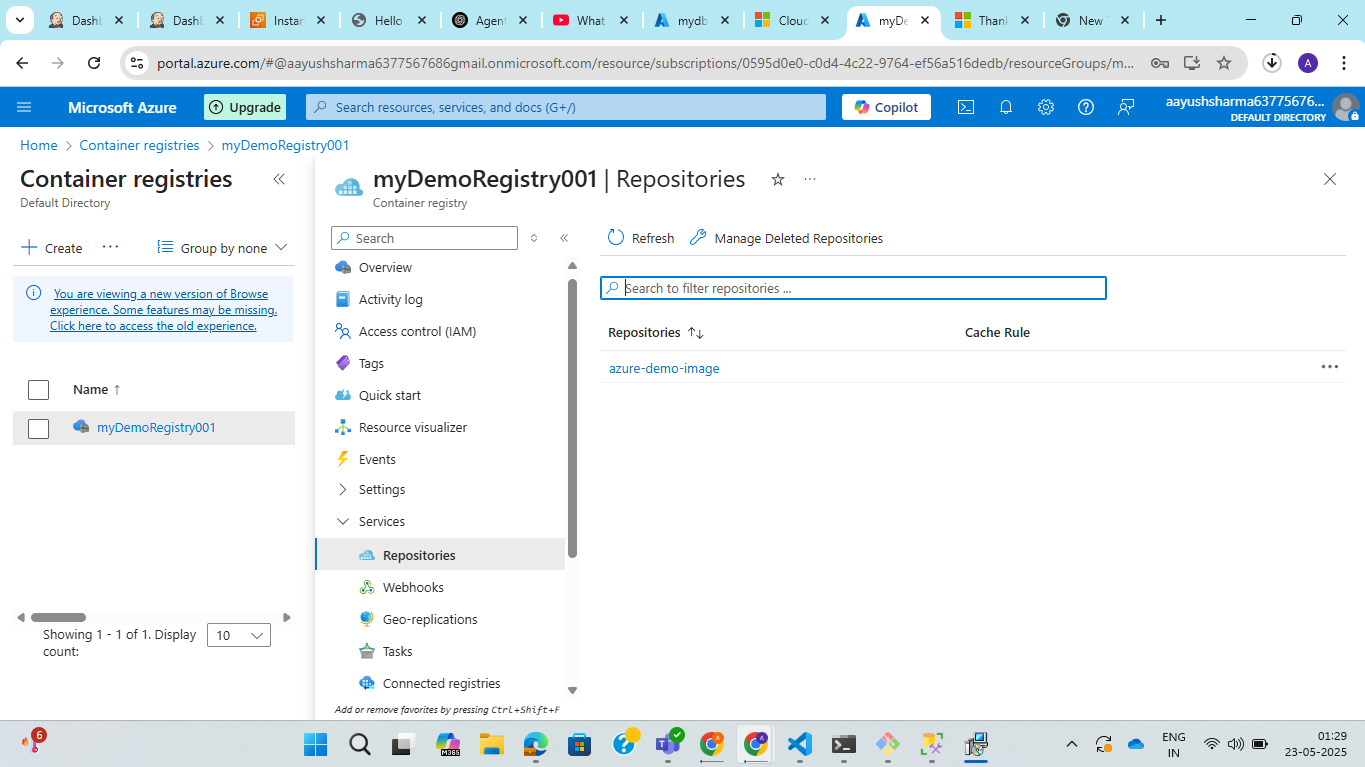 Dashb
Dashb
Instan
Hello
Agent
What
mydb
Cloud
myDe
Thank
New
portal.azure.com/#@aayushsharma6377567686gmail.onmicrosoft.com/resource/subscriptions/0595d0e0-c0d4-4c22-9764-ef56a516dedb/resourceGroups/m...
A
Microsoft Azure
Upgrade
Search resources, services, and docs (G+/)
Copilot
aayushsharma63775676...
DEFAULT DIRECTORY
Home > Container registries > myDemoRegistry001
Container registries
Default Directory
Create
Group by none
You are viewing a new version of Browse
experience. Some features may be missing.
Click here to access the old experience.
Name ↑
myDemoRegistry001
Showing 1 - 1 of 1. Display
count:
10
myDemoRegistry001 | Repositories
Container registry
Search
Overview
Activity log
Access control (IAM)
Tags
Quick start
Resource visualizer
Events
Settings
Services
Repositories
Webhooks
Geo-replications
Tasks
Connected registries
Add or remove favorites by pressing Ctrl+Shift+F
Refresh
Manage Deleted Repositories
Search to filter repositories ...
Repositories ↑↓
Cache Rule
azure-demo-image
6
M365
ENG
IN
01:29
23-05-2025